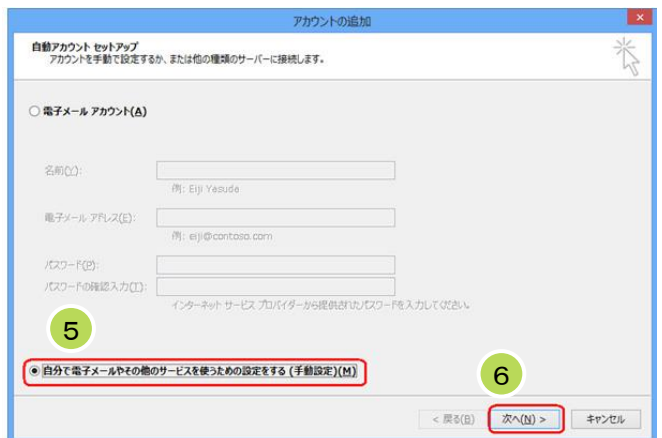 アカウントの追加
自動アカウント セットアップ
アカウントを手動で設定するか、または他の種類のサーバーに接続します。
電子メール アカウント(A)
名前(Y):
例: Eiji Yasuda
電子メール アドレス(E):
例: eiji@contoso.com
パスワード(P):
パスワードの確認入力(T):
インターネット サービス プロバイダーから提供されたパスワードを入力してください。
5
自分で電子メールやその他のサービスを使うための設定をする (手動設定)(M)
6
< 戻る(B)
次へ(N) >
キャンセル